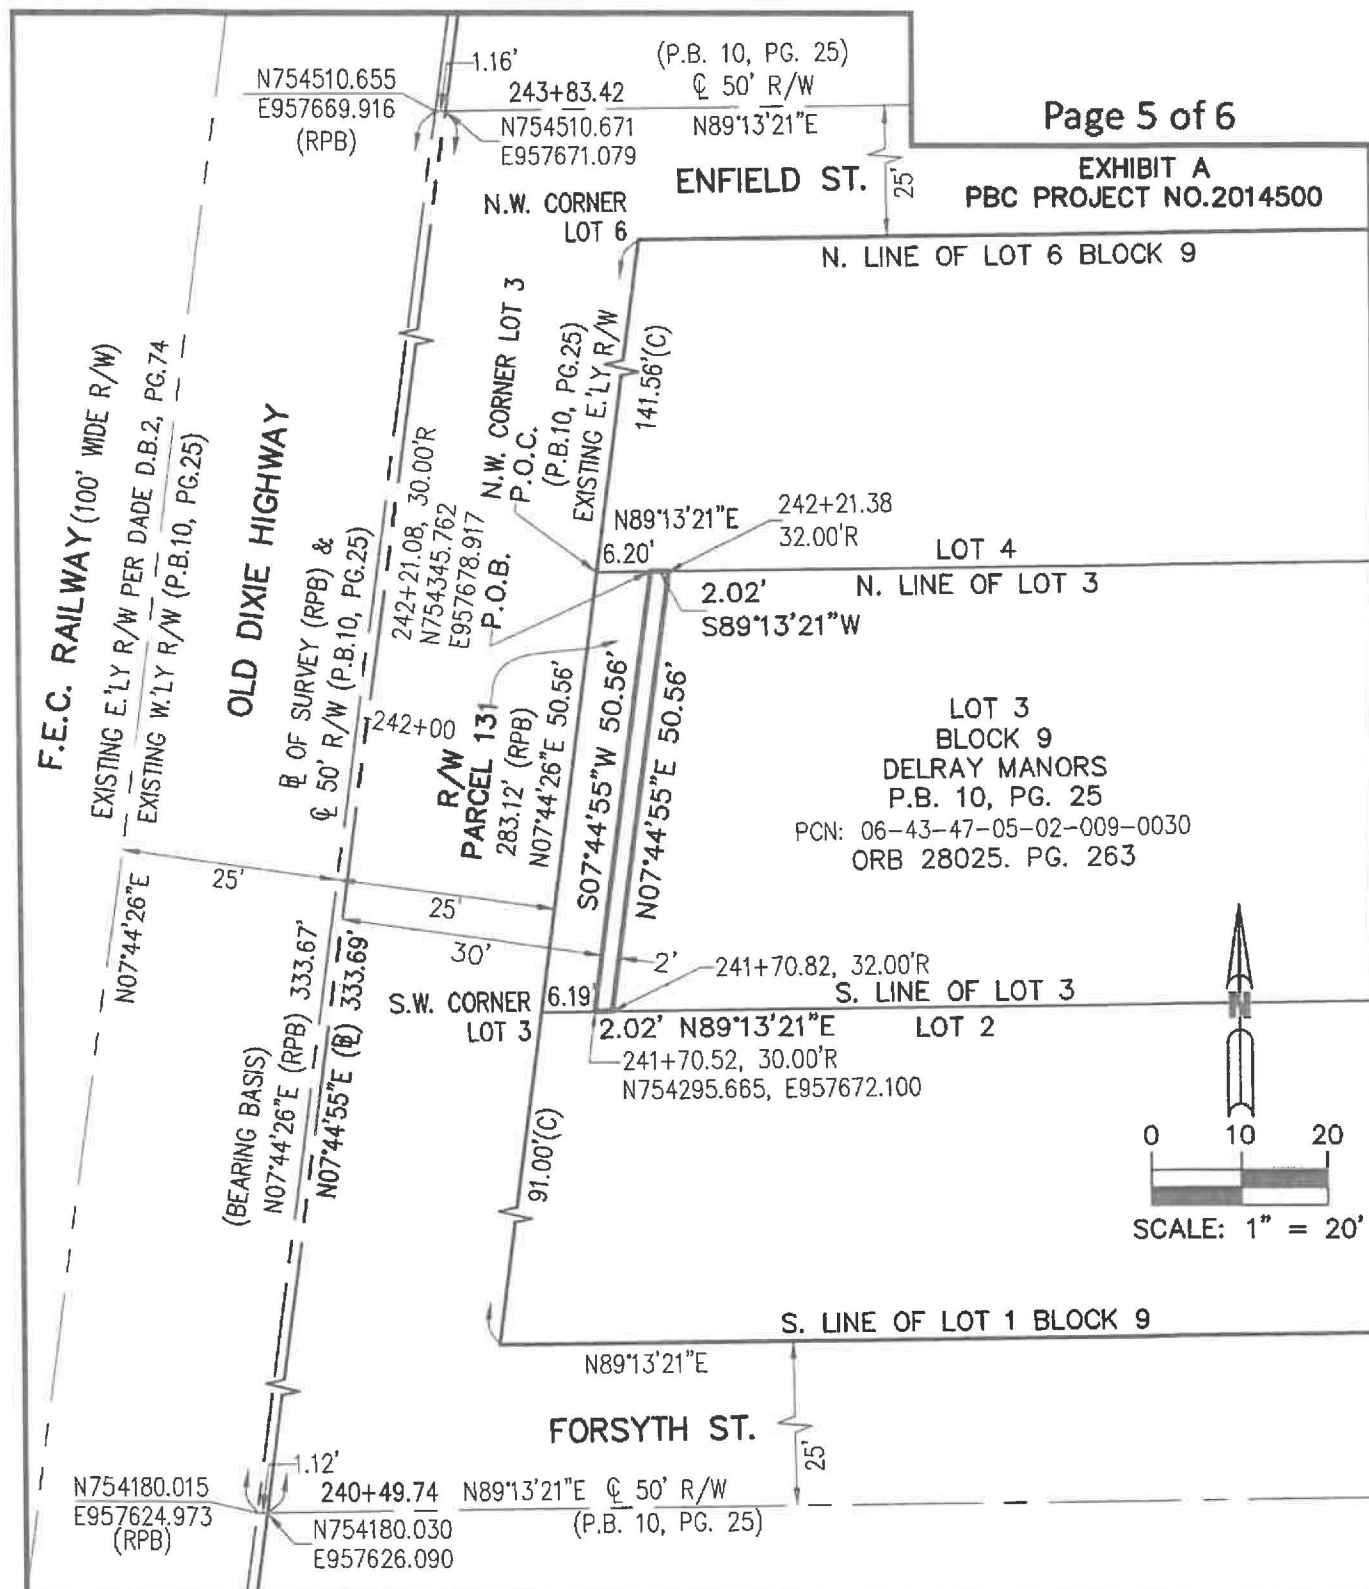 N754510.655
E957669.916
(RPB)
1.16'
243+83.42
N754510.671
E957671.079
(P.B. 10, PG. 25)
℄ 50' R/W
N89°13'21"E
Page 5 of 6
EXHIBIT A
PBC PROJECT NO.2014500
ENFIELD ST.
25'
N.W. CORNER
LOT 6
N. LINE OF LOT 6 BLOCK 9
F.E.C. RAILWAY (100' WIDE R/W)
EXISTING E.'LY R/W PER DADE D.B.2, PG.74
EXISTING W.'LY R/W (P.B.10, PG.25)
OLD DIXIE HIGHWAY
BL OF SURVEY (RPB) &
℄ 50' R/W (P.B.10, PG.25)
242+21.08, 30.00'R
N754345.762
E957678.917
P.O.B.
N.W. CORNER LOT 3
P.O.C.
(P.B.10, PG.25)
EXISTING E.'LY R/W
141.56'(C)
N89°13'21"E
6.20'
242+21.38
32.00'R
LOT 4
N. LINE OF LOT 3
2.02'
S89°13'21"W
242+00
R/W
PARCEL 131
283.12' (RPB)
N07°44'26"E 50.56'
S07°44'55"W 50.56'
N07°44'55"E 50.56'
LOT 3
BLOCK 9
DELRAY MANORS
P.B. 10, PG. 25
PCN: 06-43-47-05-02-009-0030
ORB 28025. PG. 263
N07°44'26"E
25'
25'
30'
2'
241+70.82, 32.00'R
S. LINE OF LOT 3
S.W. CORNER
LOT 3
6.19'
2.02' N89°13'21"E
LOT 2
241+70.52, 30.00'R
N754295.665, E957672.100
(BEARING BASIS)
N07°44'26"E (RPB) 333.67'
N07°44'55"E (BL) 333.69'
91.00'(C)
N
0 10 20
SCALE: 1" = 20'
S. LINE OF LOT 1 BLOCK 9
N89°13'21"E
FORSYTH ST.
25'
1.12'
N754180.015
E957624.973
(RPB)
240+49.74
N89°13'21"E ℄ 50' R/W
(P.B. 10, PG. 25)
N754180.030
E957626.090